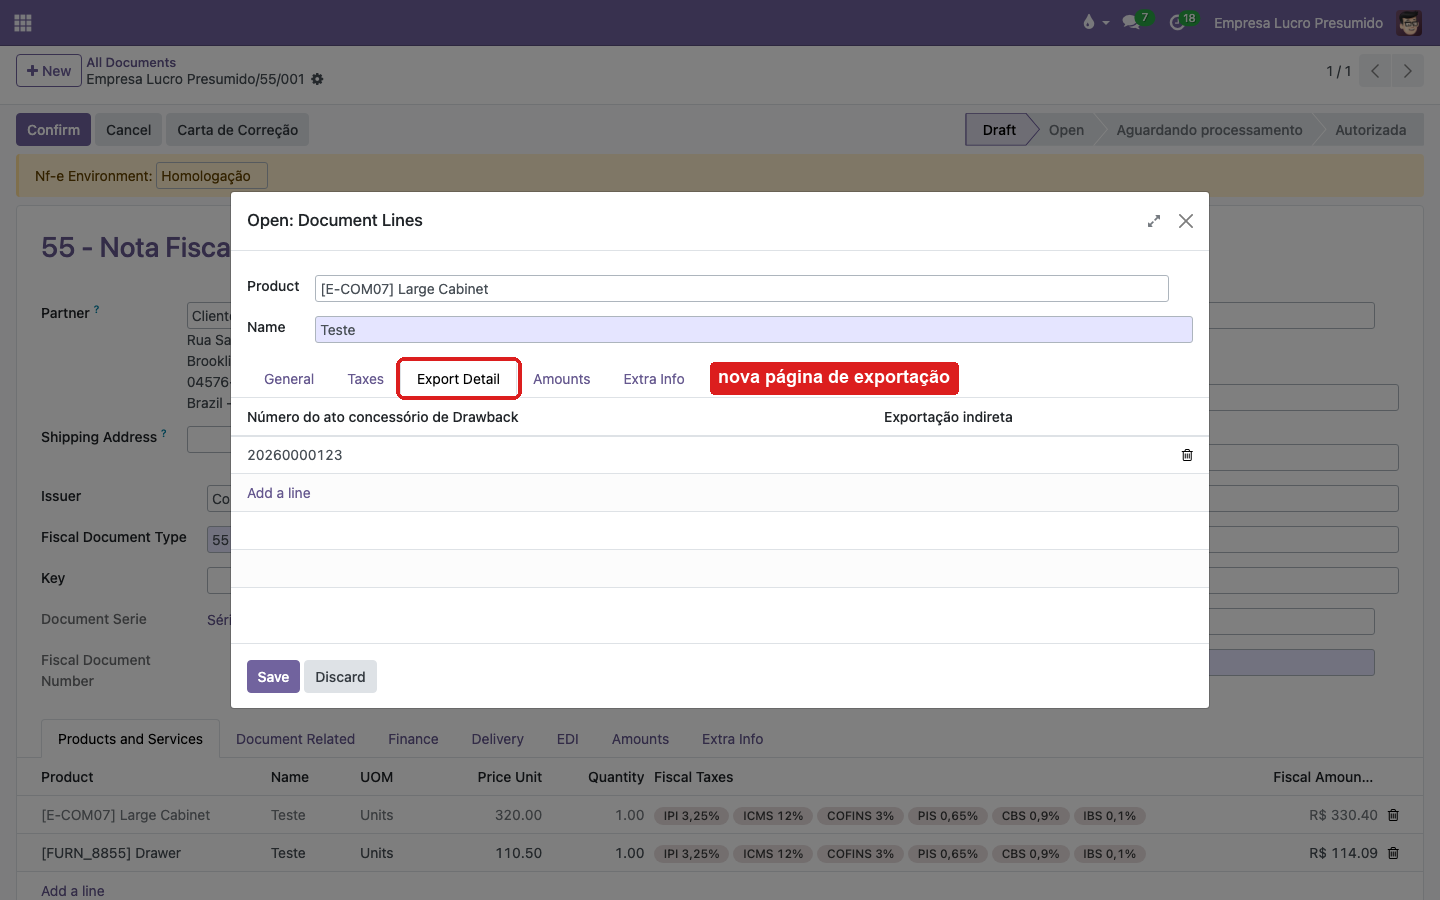 7
18
Empresa Lucro Presumido
New
All Documents
Empresa Lucro Presumido/55/001
1 / 1
Confirm
Cancel
Carta de Correção
Draft
Open
Aguardando processamento
Autorizada
Nf-e Environment: Homologação
55 - Nota Fisca
Partner ?
Cliente
Rua Sa
Brookli
04576-
Brazil -
Shipping Address ?
Issuer
Co
Fiscal Document Type
55
Key
Document Serie
Séri
Fiscal Document
Number
Open: Document Lines
Product
[E-COM07] Large Cabinet
Name
Teste
General
Taxes
Export Detail
Amounts
Extra Info
nova página de exportação
Número do ato concessório de Drawback
Exportação indireta
20260000123
Add a line
Save
Discard
Products and Services
Document Related
Finance
Delivery
EDI
Amounts
Extra Info
Product Name UOM Price Unit Quantity Fiscal Taxes Fiscal Amoun...
[E-COM07] Large Cabinet Teste Units 320.00 1.00 IPI 3,25% ICMS 12% COFINS 3% PIS 0,65% CBS 0,9% IBS 0,1% R$ 330.40
[FURN_8855] Drawer Teste Units 110.50 1.00 IPI 3,25% ICMS 12% COFINS 3% PIS 0,65% CBS 0,9% IBS 0,1% R$ 114.09
Add a line